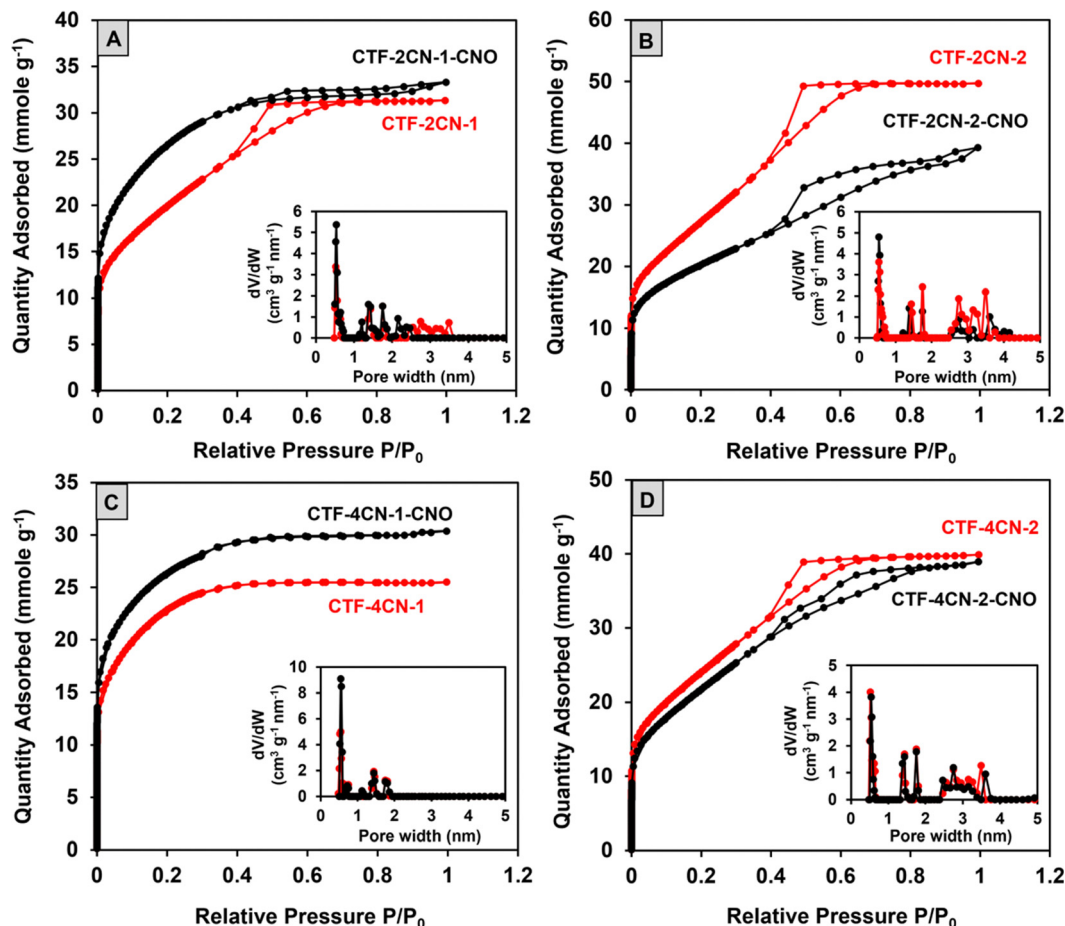 A
CTF-2CN-1-CNO
CTF-2CN-1
Quantity Adsorbed (mmole g-1)
40
35
30
25
20
15
10
5
0
0 0.2 0.4 0.6 0.8 1 1.2
Relative Pressure P/P0
dV/dW
(cm3 g-1 nm-1)
6
5
4
3
2
1
0
0 1 2 3 4 5
Pore width (nm)
B
CTF-2CN-2
CTF-2CN-2-CNO
Quantity Adsorbed (mmole g-1)
60
50
40
30
20
10
0
0 0.2 0.4 0.6 0.8 1 1.2
Relative Pressure P/P0
dV/dW
(cm3 g-1 nm-1)
6
5
4
3
2
1
0
0 1 2 3 4 5
Pore width (nm)
C
CTF-4CN-1-CNO
CTF-4CN-1
Quantity Adsorbed (mmole g-1)
35
30
25
20
15
10
5
0
0 0.2 0.4 0.6 0.8 1 1.2
Relative Pressure P/P0
dV/dW
(cm3 g-1 nm-1)
10
8
6
4
2
0
0 1 2 3 4 5
Pore width (nm)
D
CTF-4CN-2
CTF-4CN-2-CNO
Quantity Adsorbed (mmole g-1)
50
40
30
20
10
0
0 0.2 0.4 0.6 0.8 1 1.2
Relative Pressure P/P0
dV/dW
(cm3 g-1 nm-1)
5
4
3
2
1
0
0 1 2 3 4 5
Pore width (nm)